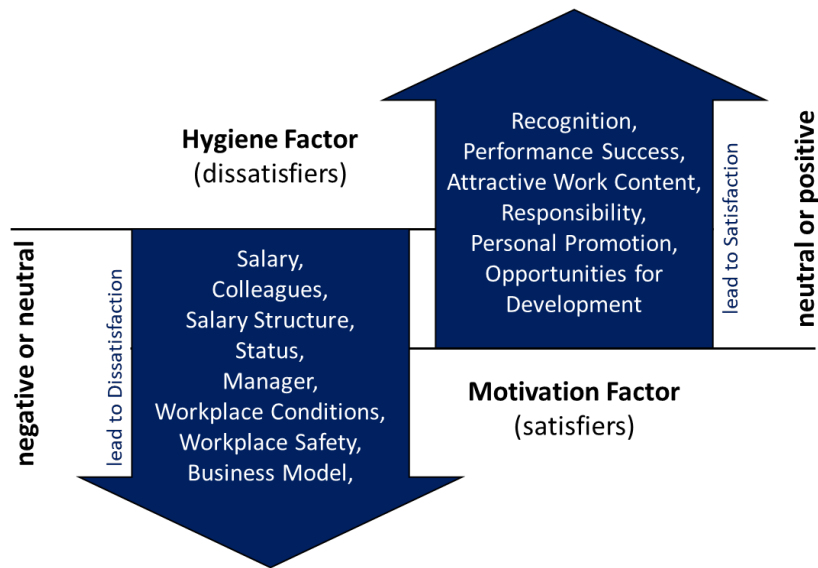 Hygiene Factor
(dissatisfiers)
negative or neutral
lead to Dissatisfaction
Salary,
Colleagues,
Salary Structure,
Status,
Manager,
Workplace Conditions,
Workplace Safety,
Business Model,
Recognition,
Performance Success,
Attractive Work Content,
Responsibility,
Personal Promotion,
Opportunities for
Development
lead to Satisfaction
neutral or positive
Motivation Factor
(satisfiers)